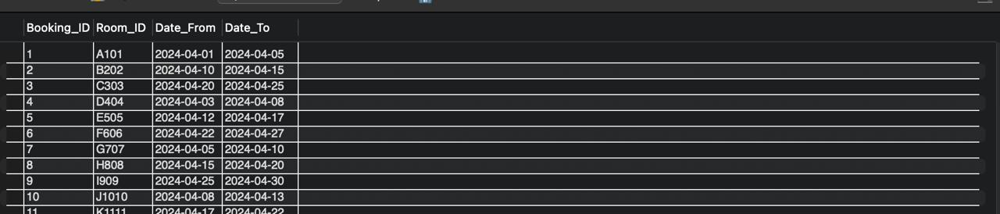 Booking_ID Room_ID Date_From Date_To
1 A101 2024-04-01 2024-04-05
2 B202 2024-04-10 2024-04-15
3 C303 2024-04-20 2024-04-25
4 D404 2024-04-03 2024-04-08
5 E505 2024-04-12 2024-04-17
6 F606 2024-04-22 2024-04-27
7 G707 2024-04-05 2024-04-10
8 H808 2024-04-15 2024-04-20
9 I909 2024-04-25 2024-04-30
10 J1010 2024-04-08 2024-04-13
11 K1111 2024-04-17 2024-04-22